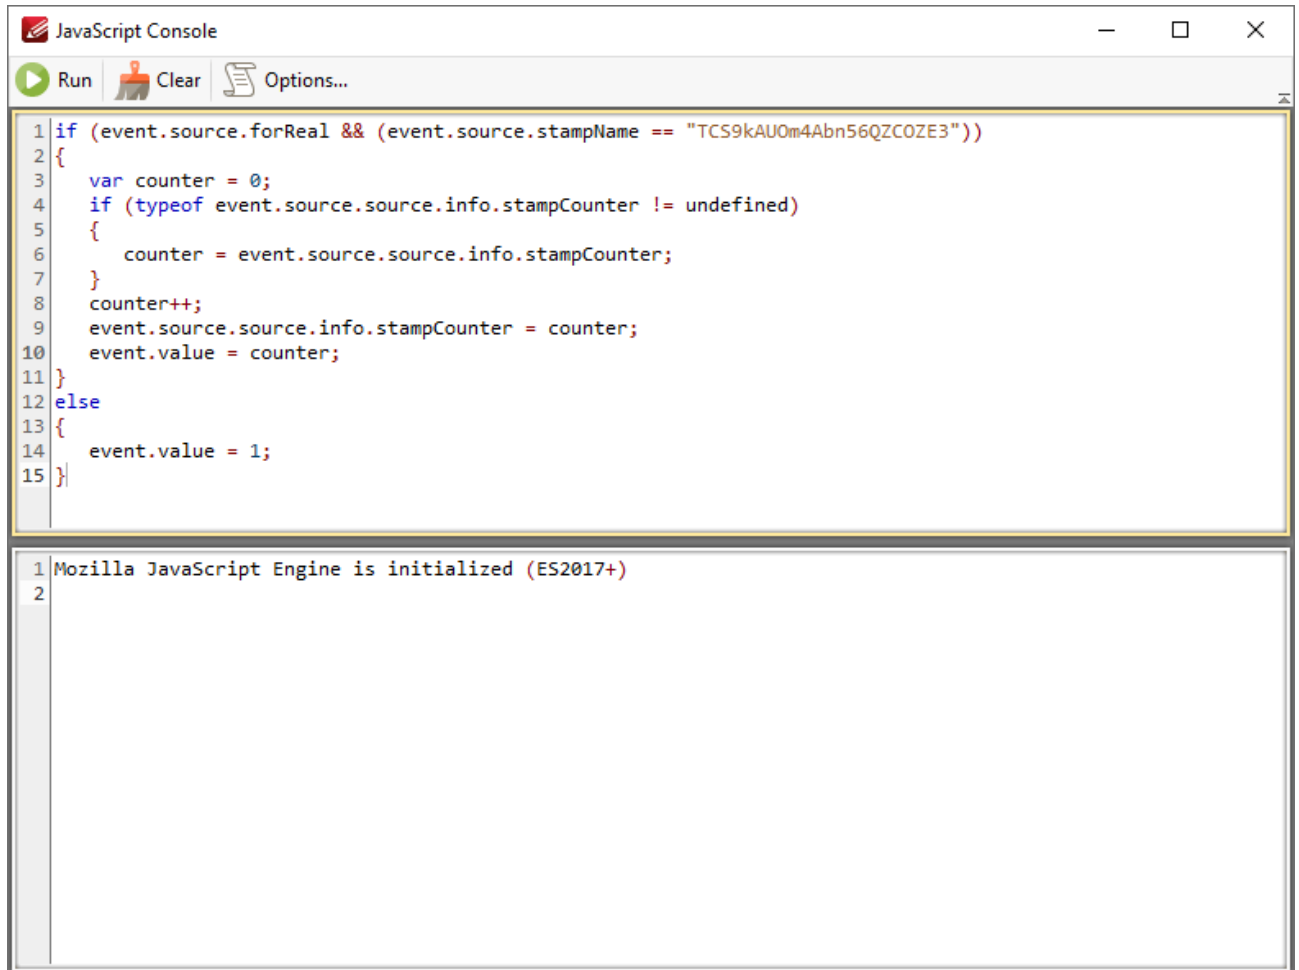 JavaScript Console
Run Clear Options...
1 if (event.source.forReal && (event.source.stampName == "TCS9kAUOm4Abn56QZCOZE3"))
2 {
3 var counter = 0;
4 if (typeof event.source.source.info.stampCounter != undefined)
5 {
6 counter = event.source.source.info.stampCounter;
7 }
8 counter++;
9 event.source.source.info.stampCounter = counter;
10 event.value = counter;
11 }
12 else
13 {
14 event.value = 1;
15 }
1 Mozilla JavaScript Engine is initialized (ES2017+)
2